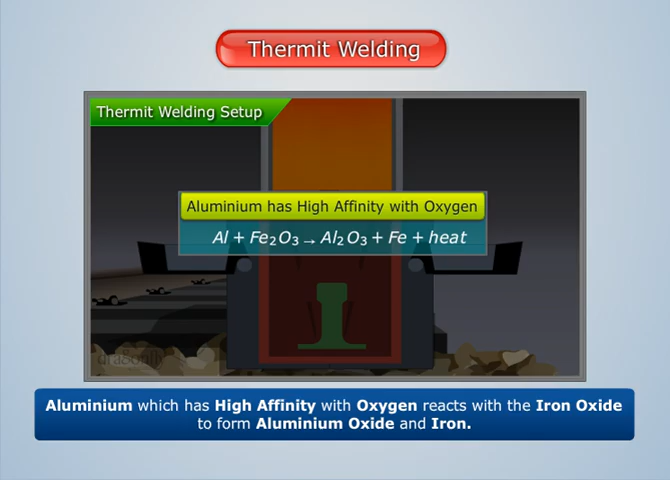 Thermit Welding
Thermit Welding Setup
Aluminium has High Affinity with Oxygen
Al + Fe₂O₃ → Al₂O₃ + Fe + heat
Aluminium which has High Affinity with Oxygen reacts with the Iron Oxide
to form Aluminium Oxide and Iron.